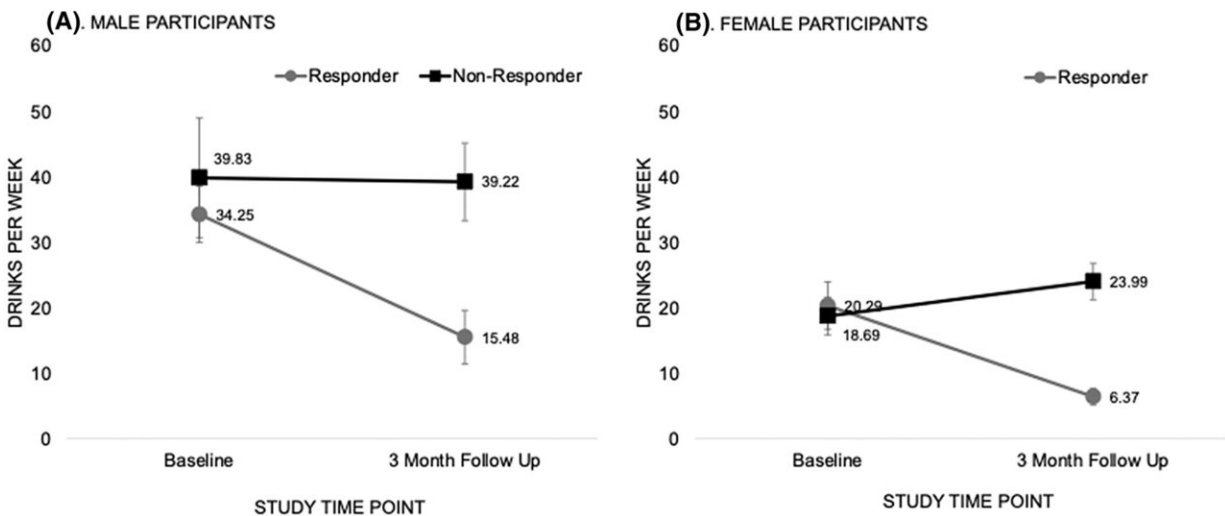 (A). MALE PARTICIPANTS
60
50
40
30
20
10
0
DRINKS PER WEEK
Responder
Non-Responder
39.83
34.25
39.22
15.48
Baseline
3 Month Follow Up
STUDY TIME POINT
(B). FEMALE PARTICIPANTS
60
50
40
30
20
10
0
DRINKS PER WEEK
Responder
20.29
18.69
23.99
6.37
Baseline
3 Month Follow Up
STUDY TIME POINT